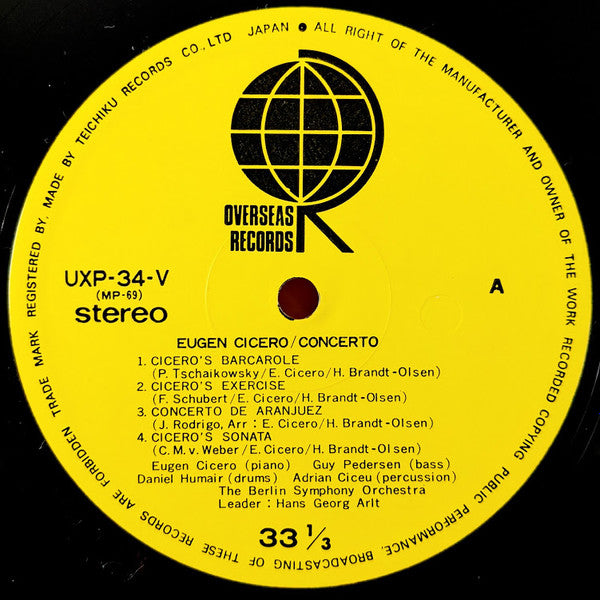 TRADE MARK REGISTERED BY, MADE BY TEICHIKU RECORDS CO., LTD JAPAN ● ALL RIGHT OF THE MANUFACTURER AND OWNER OF THE WORK RECORDED COPYING PUBLIC PERFORMANCE, BROADCASTING OF THESE RECORDS ARE FORBIDDEN
OVERSEAS
RECORDS
UXP-34-V
(MP-69)
stereo
A
EUGEN CICERO/CONCERTO
1. CICERO'S BARCAROLE
(P. Tschaikowsky/E. Cicero/H. Brandt-Olsen)
2. CICERO'S EXERCISE
(F. Schubert/E. Cicero/H. Brandt-Olsen)
3. CONCERTO DE ARANJUEZ
(J. Rodrigo, Arr : E. Cicero/H. Brandt-Olsen)
4. CICERO'S SONATA
(C. M. v. Weber/E. Cicero/H. Brandt-Olsen)
Eugen Cicero (piano) Guy Pedersen (bass)
Daniel Humair (drums) Adrian Ciceu (percussion)
The Berlin Symphony Orchestra
Leader : Hans Georg Arlt
33 1/3